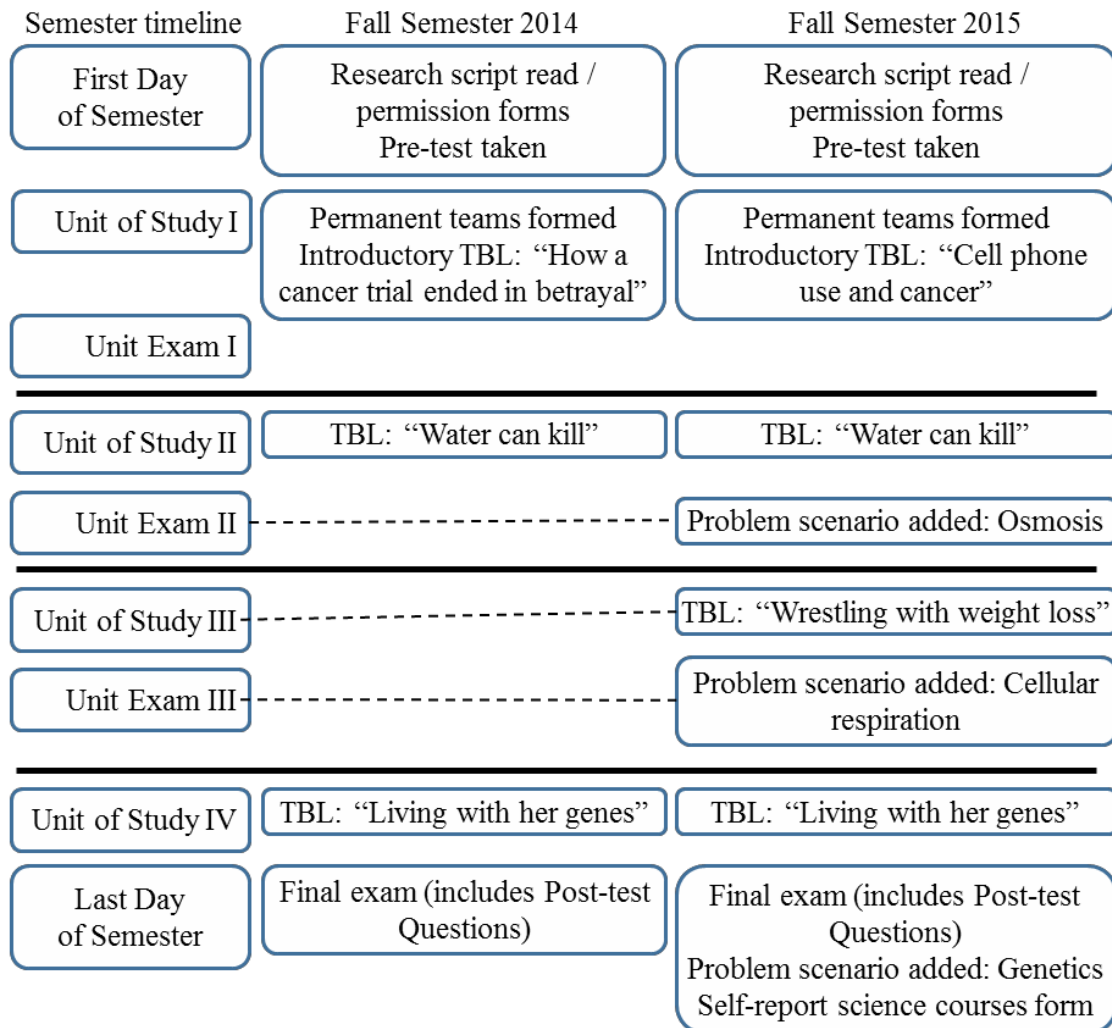 Semester timeline
Fall Semester 2014
Fall Semester 2015
First Day
of Semester
Research script read /
permission forms
Pre-test taken
Research script read /
permission forms
Pre-test taken
Unit of Study I
Permanent teams formed
Introductory TBL: “How a
cancer trial ended in betrayal”
Permanent teams formed
Introductory TBL: “Cell phone
use and cancer”
Unit Exam I
Unit of Study II
TBL: “Water can kill”
TBL: “Water can kill”
Unit Exam II
Problem scenario added: Osmosis
Unit of Study III
TBL: “Wrestling with weight loss”
Unit Exam III
Problem scenario added: Cellular
respiration
Unit of Study IV
TBL: “Living with her genes”
TBL: “Living with her genes”
Last Day
of Semester
Final exam (includes Post-test
Questions)
Final exam (includes Post-test
Questions)
Problem scenario added: Genetics
Self-report science courses form